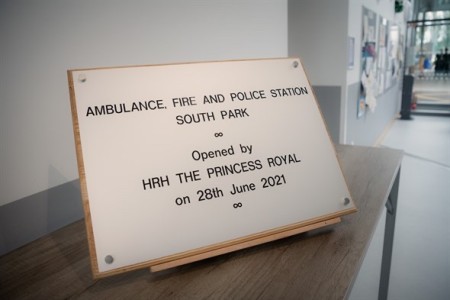 AMBULANCE, FIRE AND POLICE STATION
SOUTH PARK
∞
Opened by
HRH THE PRINCESS ROYAL
on 28th June 2021
∞